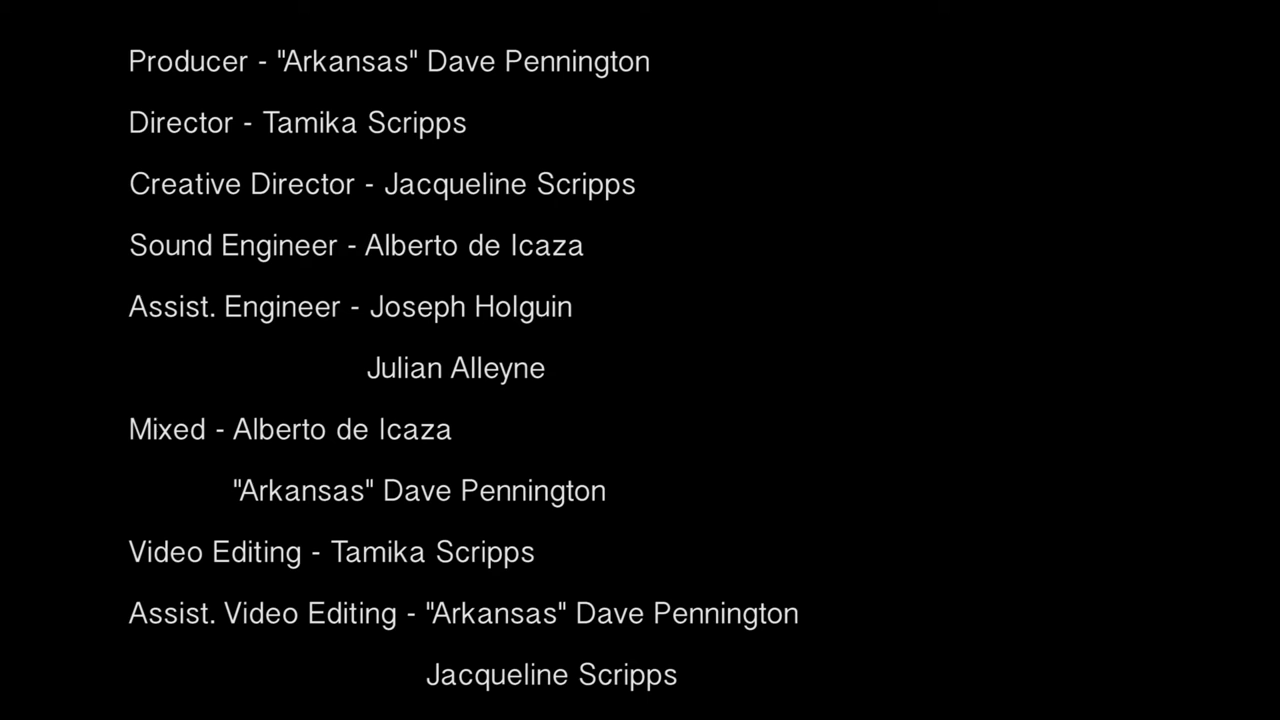 Producer - "Arkansas" Dave Pennington
Director - Tamika Scripps
Creative Director - Jacqueline Scripps
Sound Engineer - Alberto de Icaza
Assist. Engineer - Joseph Holguin
Julian Alleyne
Mixed - Alberto de Icaza
"Arkansas" Dave Pennington
Video Editing - Tamika Scripps
Assist. Video Editing - "Arkansas" Dave Pennington
Jacqueline Scripps